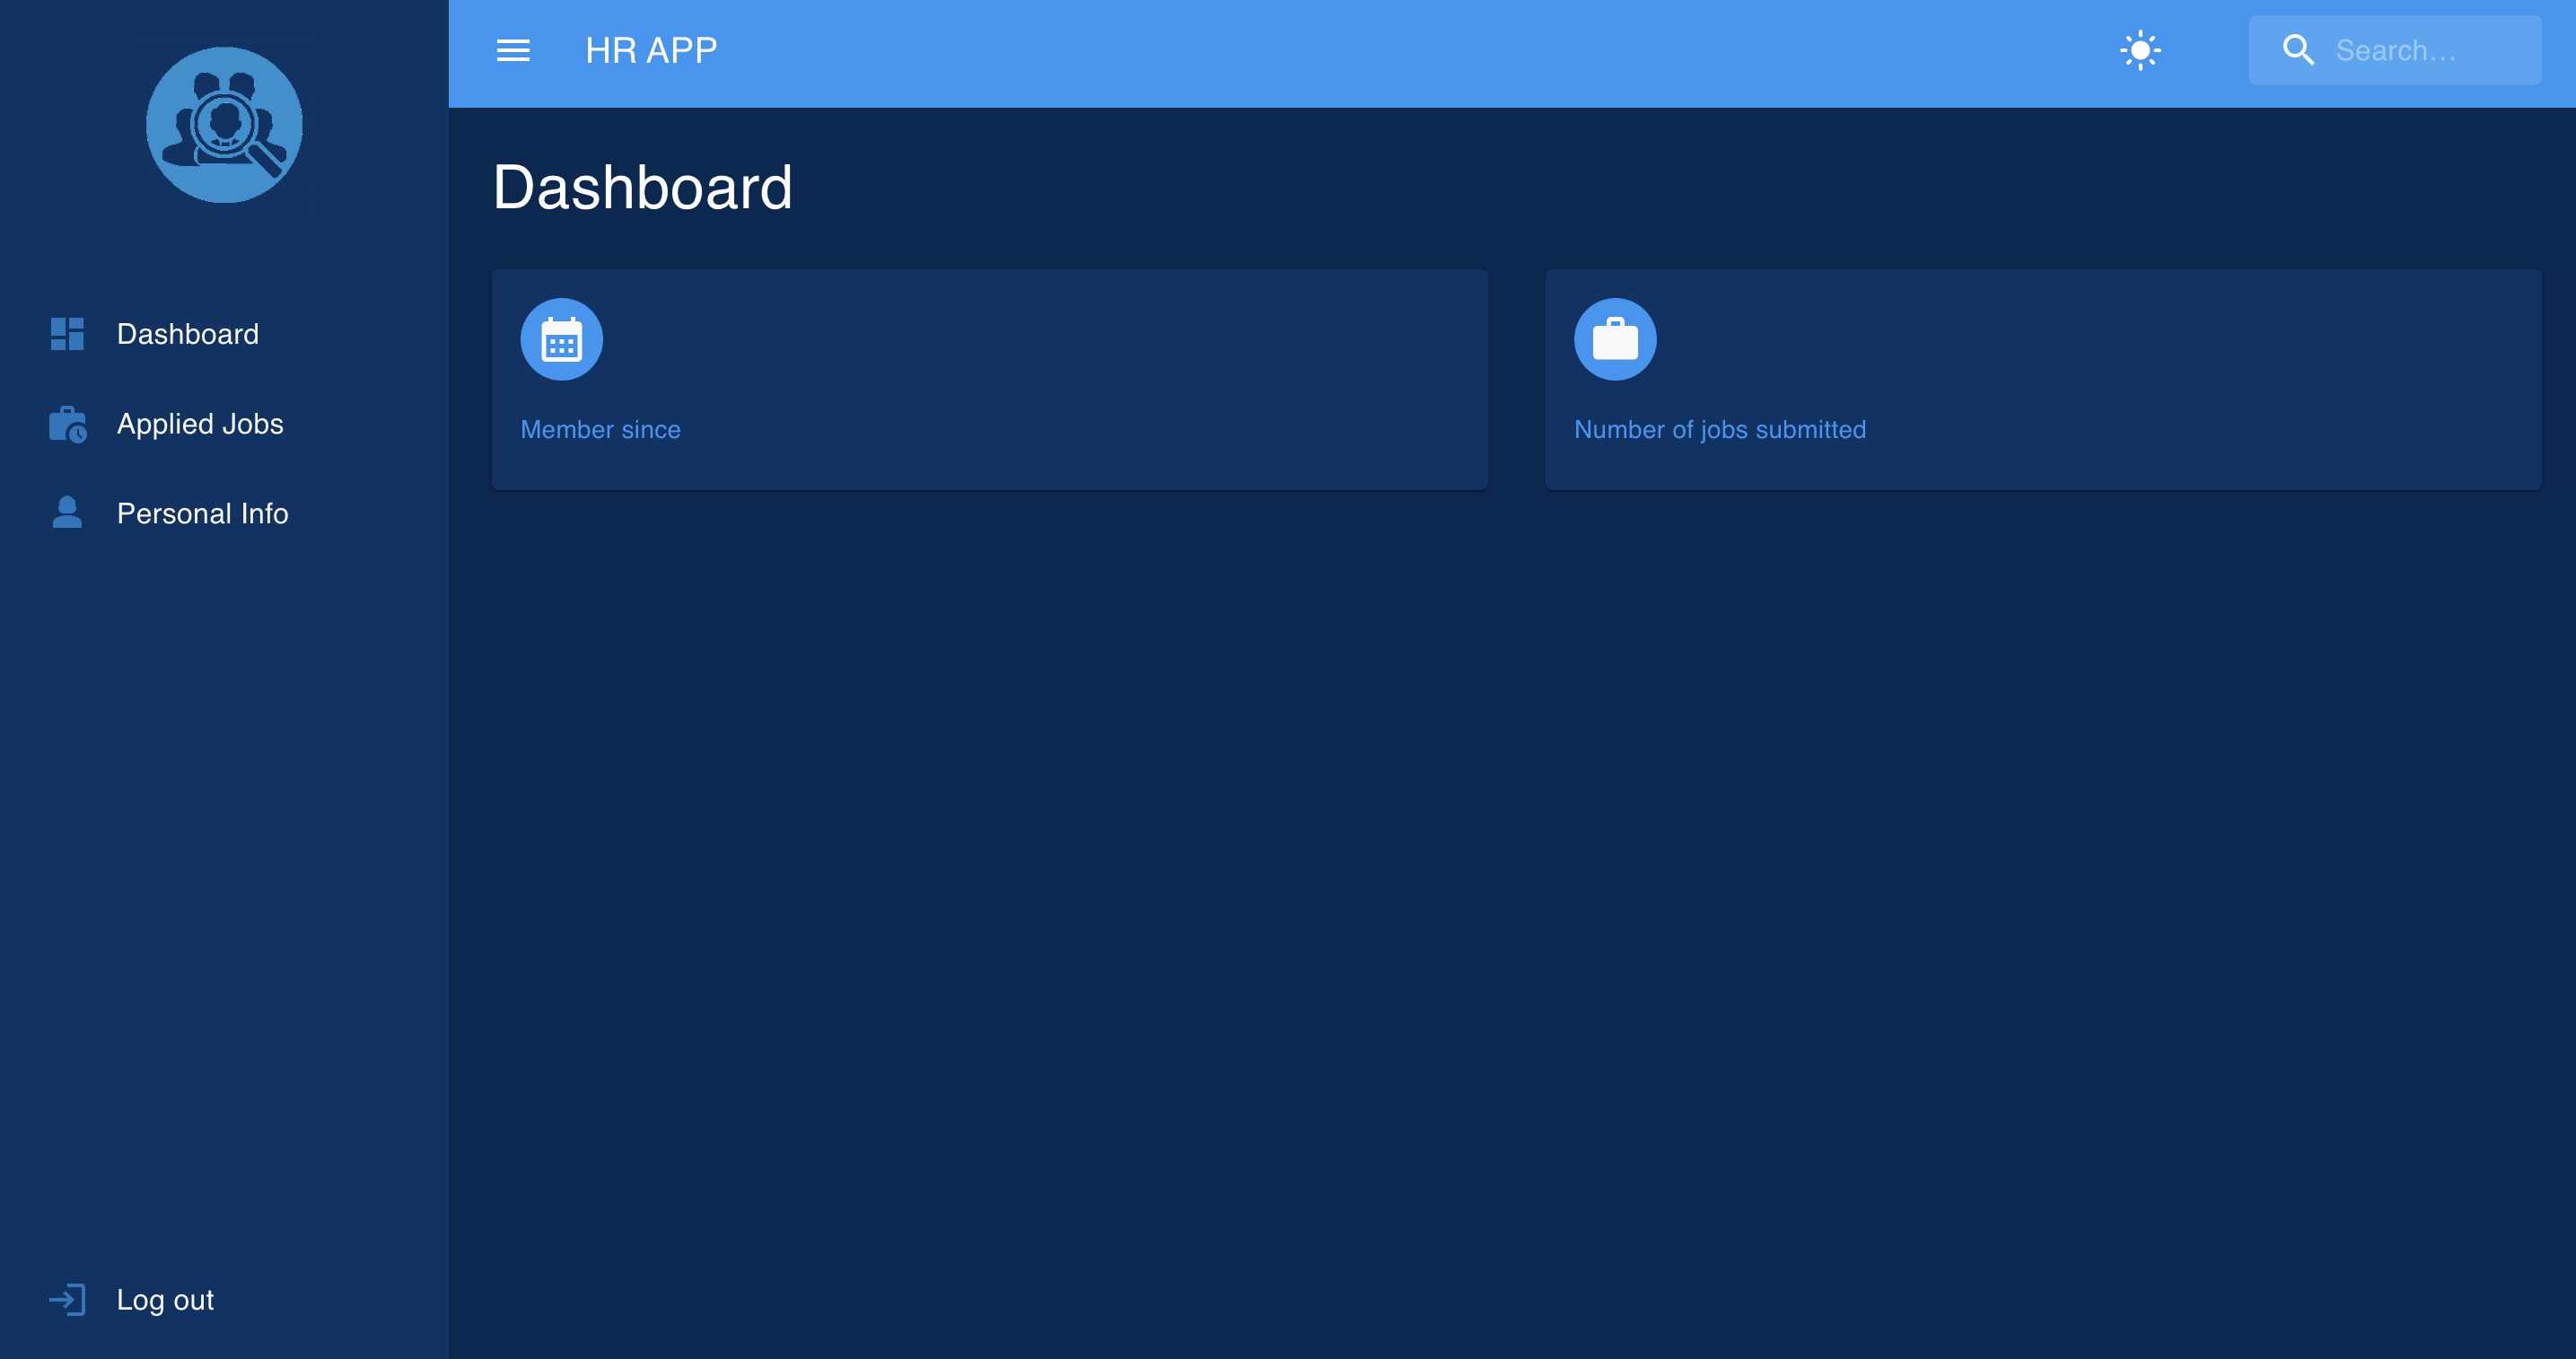 HR APP
Search...
Dashboard
Applied Jobs
Personal Info
Log out
Dashboard
Member since
Number of jobs submitted